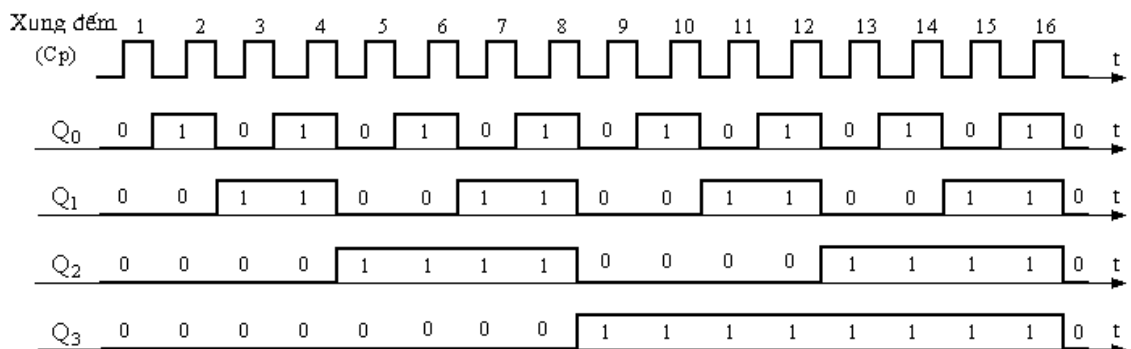 Xung đếm 1 2 3 4 5 6 7 8 9 10 11 12 13 14 15 16
(Cp) t
Q0 0 1 0 1 0 1 0 1 0 1 0 1 0 1 0 1 0 t
Q1 0 0 1 1 0 0 1 1 0 0 1 1 0 0 1 1 0 t
Q2 0 0 0 0 1 1 1 1 0 0 0 0 1 1 1 1 0 t
Q3 0 0 0 0 0 0 0 0 1 1 1 1 1 1 1 1 0 t